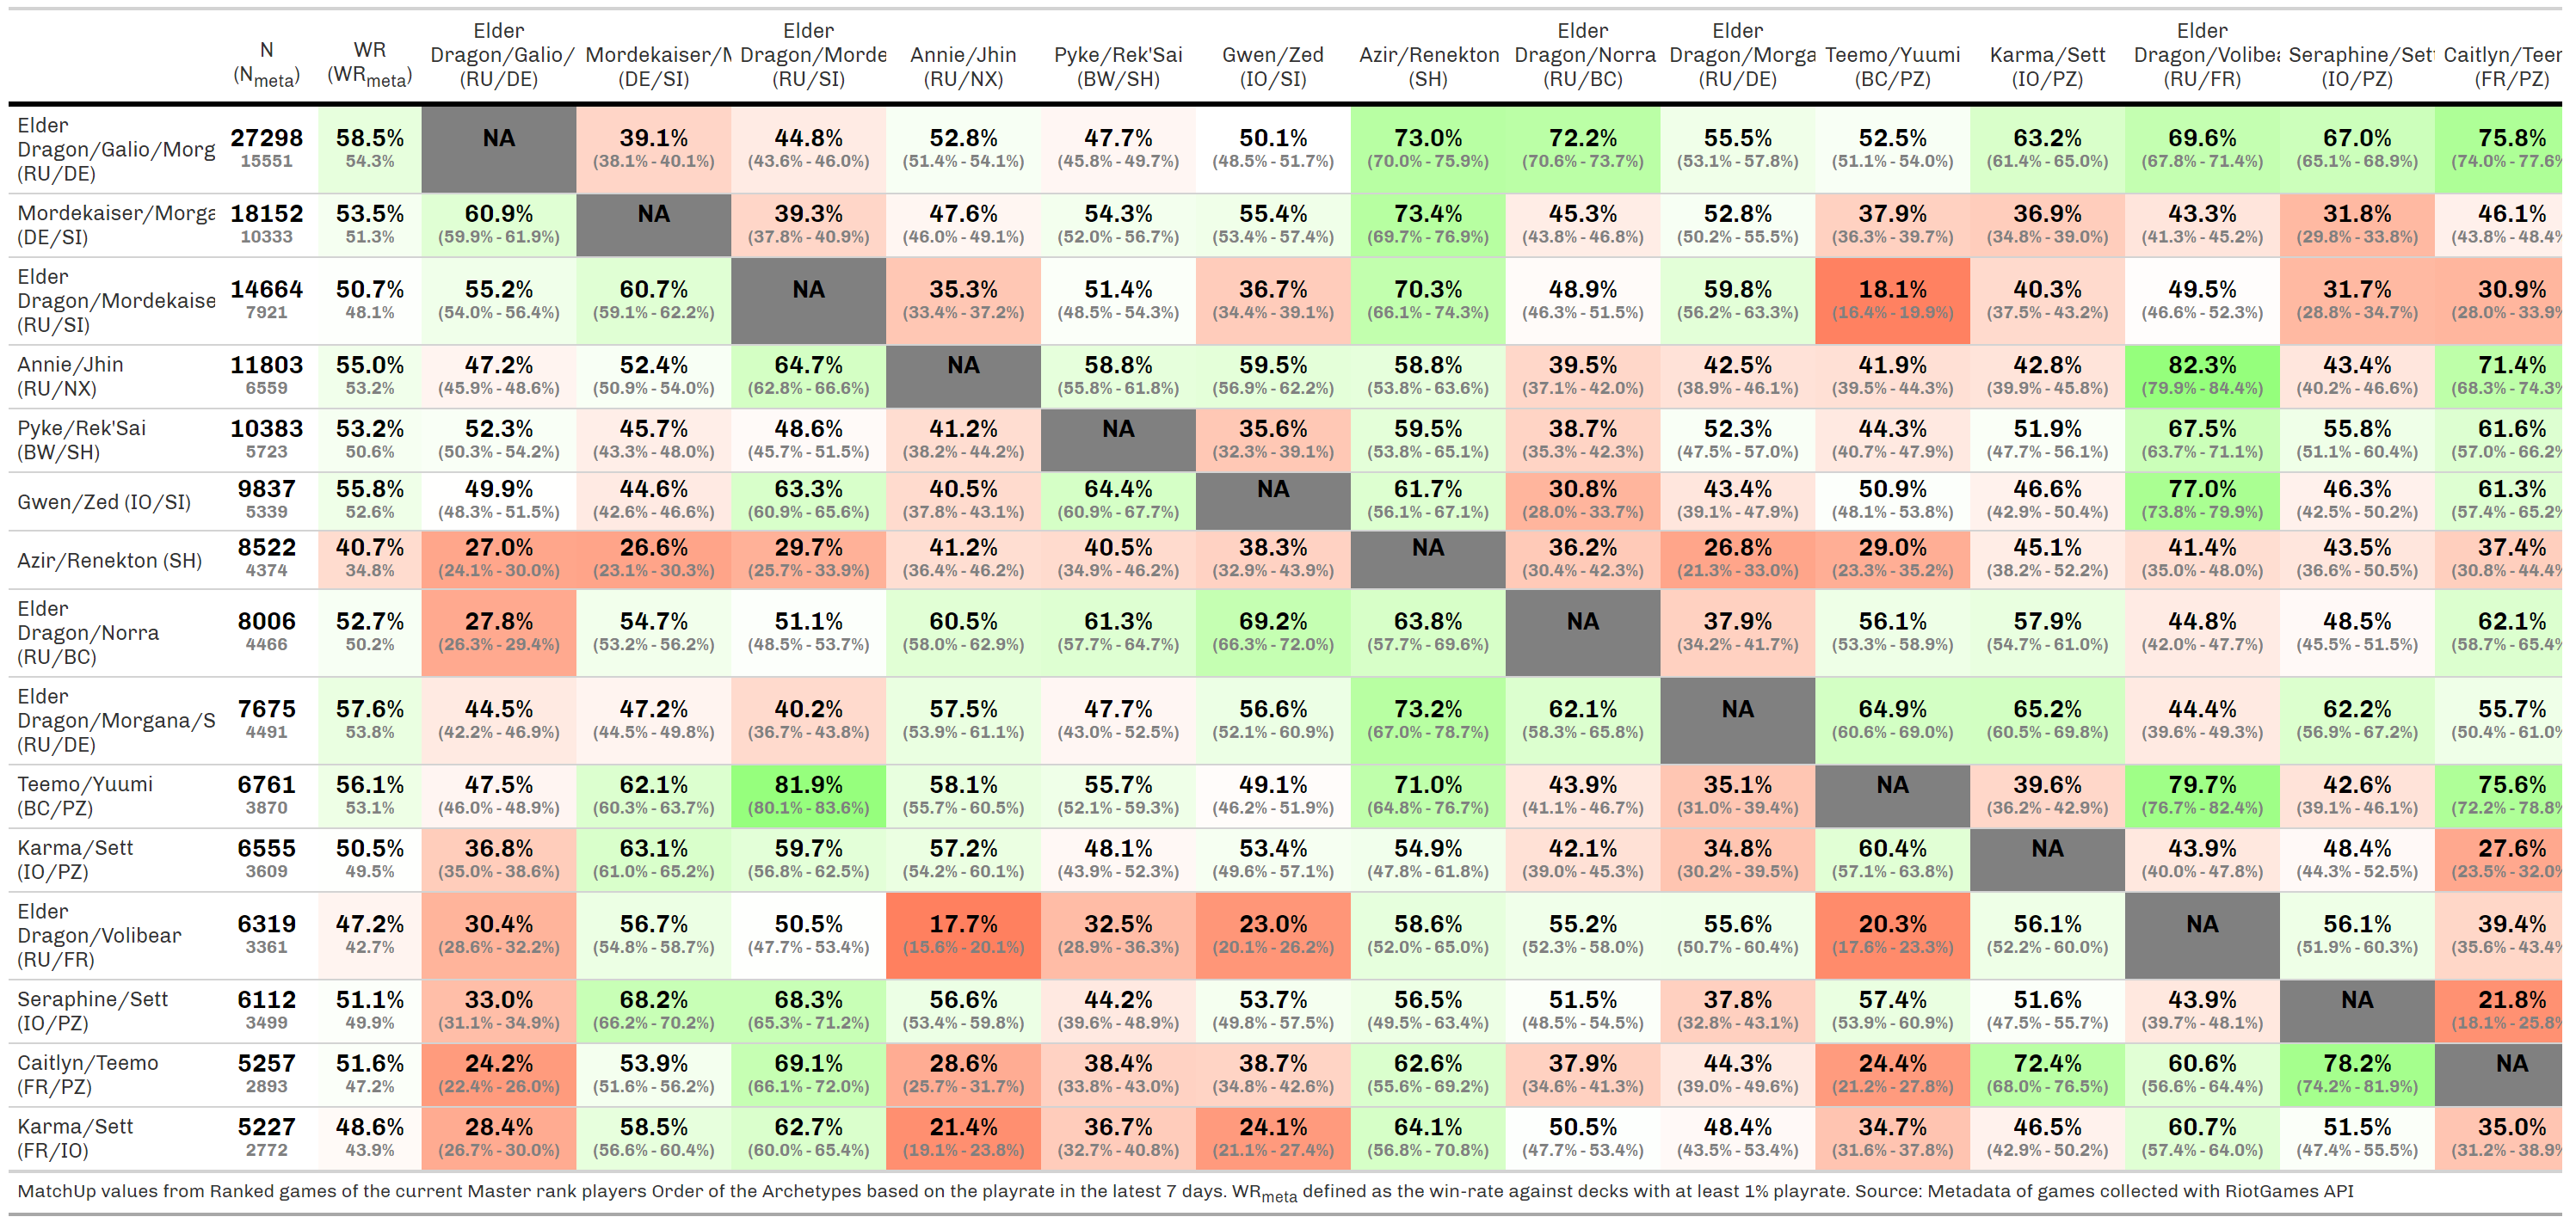 N (Nmeta) WR (WRmeta) Elder Dragon/Galio/ (RU/DE) Mordekaiser/M (DE/SI) Elder Dragon/Morde (RU/SI) Annie/Jhin (RU/NX) Pyke/Rek'Sai (BW/SH) Gwen/Zed (IO/SI) Azir/Renekton (SH) Elder Dragon/Norra (RU/BC) Elder Dragon/Morga (RU/DE) Teemo/Yuumi (BC/PZ) Karma/Sett (IO/PZ) Elder Dragon/Volibea (RU/FR) Seraphine/Sett (IO/PZ) Caitlyn/Teer (FR/PZ)
Elder Dragon/Galio/Morg (RU/DE) 27298 58.5% NA 39.1% 44.8% 52.8% 47.7% 50.1% 73.0% 72.2% 55.5% 52.5% 63.2% 69.6% 67.0% 75.8%
15551 54.3% (38.1% - 40.1%) (43.6% - 46.0%) (51.4% - 54.1%) (45.8% - 49.7%) (48.5% - 51.7%) (70.0% - 75.9%) (70.6% - 73.7%) (53.1% - 57.8%) (51.1% - 54.0%) (61.4% - 65.0%) (67.8% - 71.4%) (65.1% - 68.9%) (74.0% - 77.6%
Mordekaiser/Morga (DE/SI) 18152 53.5% 60.9% NA 39.3% 47.6% 54.3% 55.4% 73.4% 45.3% 52.8% 37.9% 36.9% 43.3% 31.8% 46.1%
10333 51.3% (59.9% - 61.9%) (37.8% - 40.9%) (46.0% - 49.1%) (52.0% - 56.7%) (53.4% - 57.4%) (69.7% - 76.9%) (43.8% - 46.8%) (50.2% - 55.5%) (36.3% - 39.7%) (34.8% - 39.0%) (41.3% - 45.2%) (29.8% - 33.8%) (43.8% - 48.4%
Elder Dragon/Mordekaise (RU/SI) 14664 50.7% 55.2% 60.7% NA 35.3% 51.4% 36.7% 70.3% 48.9% 59.8% 18.1% 40.3% 49.5% 31.7% 30.9%
7921 48.1% (54.0% - 56.4%) (59.1% - 62.2%) (33.4% - 37.2%) (48.5% - 54.3%) (34.4% - 39.1%) (66.1% - 74.3%) (46.3% - 51.5%) (56.2% - 63.3%) (16.4% - 19.9%) (37.5% - 43.2%) (46.6% - 52.3%) (28.8% - 34.7%) (28.0% - 33.9%
Annie/Jhin (RU/NX) 11803 55.0% 47.2% 52.4% 64.7% NA 58.8% 59.5% 58.8% 39.5% 42.5% 41.9% 42.8% 82.3% 43.4% 71.4%
6559 53.2% (45.9% - 48.6%) (50.9% - 54.0%) (62.8% - 66.6%) (55.8% - 61.8%) (56.9% - 62.2%) (53.8% - 63.6%) (37.1% - 42.0%) (38.9% - 46.1%) (39.5% - 44.3%) (39.9% - 45.8%) (79.9% - 84.4%) (40.2% - 46.6%) (68.3% - 74.3%
Pyke/Rek'Sai (BW/SH) 10383 53.2% 52.3% 45.7% 48.6% 41.2% NA 35.6% 59.5% 38.7% 52.3% 44.3% 51.9% 67.5% 55.8% 61.6%
5723 50.6% (50.3% - 54.2%) (43.3% - 48.0%) (45.7% - 51.5%) (38.2% - 44.2%) (32.3% - 39.1%) (53.8% - 65.1%) (35.3% - 42.3%) (47.5% - 57.0%) (40.7% - 47.9%) (47.7% - 56.1%) (63.7% - 71.1%) (51.1% - 60.4%) (57.0% - 66.2%
Gwen/Zed (IO/SI) 9837 55.8% 49.9% 44.6% 63.3% 40.5% 64.4% NA 61.7% 30.8% 43.4% 50.9% 46.6% 77.0% 46.3% 61.3%
5339 52.6% (48.3% - 51.5%) (42.6% - 46.6%) (60.9% - 65.6%) (37.8% - 43.1%) (60.9% - 67.7%) (56.1% - 67.1%) (28.0% - 33.7%) (39.1% - 47.9%) (48.1% - 53.8%) (42.9% - 50.4%) (73.8% - 79.9%) (42.5% - 50.2%) (57.4% - 65.2%
Azir/Renekton (SH) 8522 40.7% 27.0% 26.6% 29.7% 41.2% 40.5% 38.3% NA 36.2% 26.8% 29.0% 45.1% 41.4% 43.5% 37.4%
4374 34.8% (24.1% - 30.0%) (23.1% - 30.3%) (25.7% - 33.9%) (36.4% - 46.2%) (34.9% - 46.2%) (32.9% - 43.9%) (30.4% - 42.3%) (21.3% - 33.0%) (23.3% - 35.2%) (38.2% - 52.2%) (35.0% - 48.0%) (36.6% - 50.5%) (30.8% - 44.4%
Elder Dragon/Norra (RU/BC) 8006 52.7% 27.8% 54.7% 51.1% 60.5% 61.3% 69.2% 63.8% NA 37.9% 56.1% 57.9% 44.8% 48.5% 62.1%
4466 50.2% (26.3% - 29.4%) (53.2% - 56.2%) (48.5% - 53.7%) (58.0% - 62.9%) (57.7% - 64.7%) (66.3% - 72.0%) (57.7% - 69.6%) (34.2% - 41.7%) (53.3% - 58.9%) (54.7% - 61.0%) (42.0% - 47.7%) (45.5% - 51.5%) (58.7% - 65.4%
Elder Dragon/Morgana/S (RU/DE) 7675 57.6% 44.5% 47.2% 40.2% 57.5% 47.7% 56.6% 73.2% 62.1% NA 64.9% 65.2% 44.4% 62.2% 55.7%
4491 53.8% (42.2% - 46.9%) (44.5% - 49.8%) (36.7% - 43.8%) (53.9% - 61.1%) (43.0% - 52.5%) (52.1% - 60.9%) (67.0% - 78.7%) (58.3% - 65.8%) (60.6% - 69.0%) (60.5% - 69.8%) (39.6% - 49.3%) (56.9% - 67.2%) (50.4% - 61.0%
Teemo/Yuumi (BC/PZ) 6761 56.1% 47.5% 62.1% 81.9% 58.1% 55.7% 49.1% 71.0% 43.9% 35.1% NA 39.6% 79.7% 42.6% 75.6%
3870 53.1% (46.0% - 48.9%) (60.3% - 63.7%) (80.1% - 83.6%) (55.7% - 60.5%) (52.1% - 59.3%) (46.2% - 51.9%) (64.8% - 76.7%) (41.1% - 46.7%) (31.0% - 39.4%) (36.2% - 42.9%) (76.7% - 82.4%) (39.1% - 46.1%) (72.2% - 78.8%
Karma/Sett (IO/PZ) 6555 50.5% 36.8% 63.1% 59.7% 57.2% 48.1% 53.4% 54.9% 42.1% 34.8% 60.4% NA 43.9% 48.4% 27.6%
3609 49.5% (35.0% - 38.6%) (61.0% - 65.2%) (56.8% - 62.5%) (54.2% - 60.1%) (43.9% - 52.3%) (49.6% - 57.1%) (47.8% - 61.8%) (39.0% - 45.3%) (30.2% - 39.5%) (57.1% - 63.8%) (40.0% - 47.8%) (44.3% - 52.5%) (23.5% - 32.0%
Elder Dragon/Volibear (RU/FR) 6319 47.2% 30.4% 56.7% 50.5% 17.7% 32.5% 23.0% 58.6% 55.2% 55.6% 20.3% 56.1% NA 56.1% 39.4%
3361 42.7% (28.6% - 32.2%) (54.8% - 58.7%) (47.7% - 53.4%) (15.6% - 20.1%) (28.9% - 36.3%) (20.1% - 26.2%) (52.0% - 65.0%) (52.3% - 58.0%) (50.7% - 60.4%) (17.6% - 23.3%) (52.2% - 60.0%) (51.9% - 60.3%) (35.6% - 43.4%
Seraphine/Sett (IO/PZ) 6112 51.1% 33.0% 68.2% 68.3% 56.6% 44.2% 53.7% 56.5% 51.5% 37.8% 57.4% 51.6% 43.9% NA 21.8%
3499 49.9% (31.1% - 34.9%) (66.2% - 70.2%) (65.3% - 71.2%) (53.4% - 59.8%) (39.6% - 48.9%) (49.8% - 57.5%) (49.5% - 63.4%) (48.5% - 54.5%) (32.8% - 43.1%) (53.9% - 60.9%) (47.5% - 55.7%) (39.7% - 48.1%) (18.1% - 25.8%
Caitlyn/Teemo (FR/PZ) 5257 51.6% 24.2% 53.9% 69.1% 28.6% 38.4% 38.7% 62.6% 37.9% 44.3% 24.4% 72.4% 60.6% 78.2% NA
2893 47.2% (22.4% - 26.0%) (51.6% - 56.2%) (66.1% - 72.0%) (25.7% - 31.7%) (33.8% - 43.0%) (34.8% - 42.6%) (55.6% - 69.2%) (34.6% - 41.3%) (39.0% - 49.6%) (21.2% - 27.8%) (68.0% - 76.5%) (56.6% - 64.4%) (74.2% - 81.9%)
Karma/Sett (FR/IO) 5227 48.6% 28.4% 58.5% 62.7% 21.4% 36.7% 24.1% 64.1% 50.5% 48.4% 34.7% 46.5% 60.7% 51.5% 35.0%
2772 43.9% (26.7% - 30.0%) (56.6% - 60.4%) (60.0% - 65.4%) (19.1% - 23.8%) (32.7% - 40.8%) (21.1% - 27.4%) (56.8% - 70.8%) (47.7% - 53.4%) (43.5% - 53.4%) (31.6% - 37.8%) (42.9% - 50.2%) (57.4% - 64.0%) (47.4% - 55.5%) (31.2% - 38.9%
MatchUp values from Ranked games of the current Master rank players Order of the Archetypes based on the playrate in the latest 7 days. WRmeta defined as the win-rate against decks with at least 1% playrate. Source: Metadata of games collected with RiotGames API